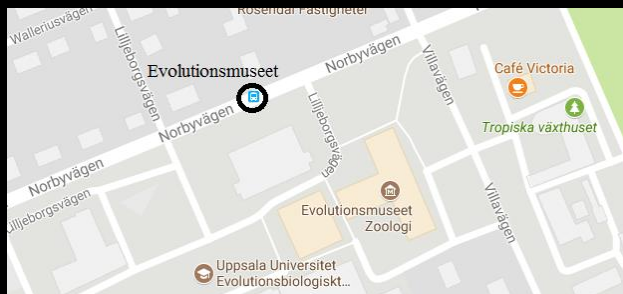 Rosendal Fastigheter
Walleriusvägen
Lilljeborgsvägen
Villavägen
Norbyvägen
Evolutionsmuseet
Café Victoria
Norbyvägen
Lilljeborgsvägen
Tropiska växthuset
Norbyvägen
Lilljeborgsvägen
Evolutionsmuseet
Zoologi
Villavägen
Uppsala Universitet
Evolutionsbiologiskt...